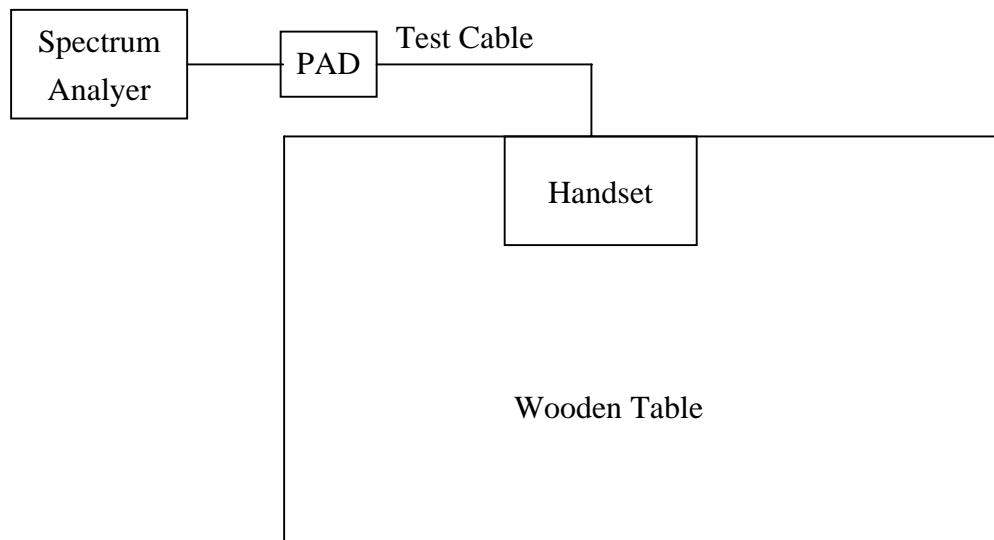 Spectrum
Analyer
PAD
Test Cable
Handset
Wooden Table